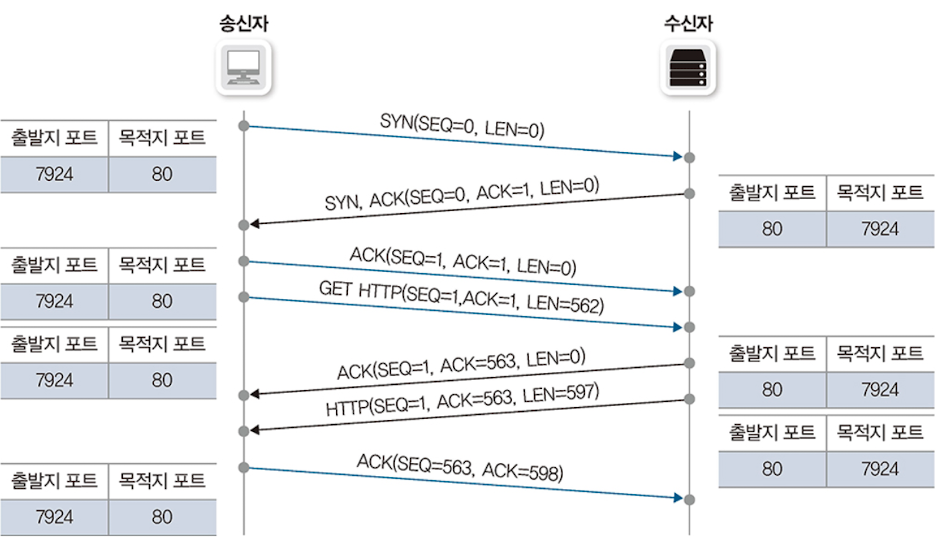 송신자
수신자
SYN(SEQ=0, LEN=0)
출발지 포트 목적지 포트
7924 80
SYN, ACK(SEQ=0, ACK=1, LEN=0)
출발지 포트 목적지 포트
80 7924
ACK(SEQ=1, ACK=1, LEN=0)
출발지 포트 목적지 포트
7924 80
GET HTTP(SEQ=1,ACK=1, LEN=562)
출발지 포트 목적지 포트
7924 80
ACK(SEQ=1, ACK=563, LEN=0)
출발지 포트 목적지 포트
80 7924
HTTP(SEQ=1, ACK=563, LEN=597)
출발지 포트 목적지 포트
80 7924
ACK(SEQ=563, ACK=598)
출발지 포트 목적지 포트
7924 80